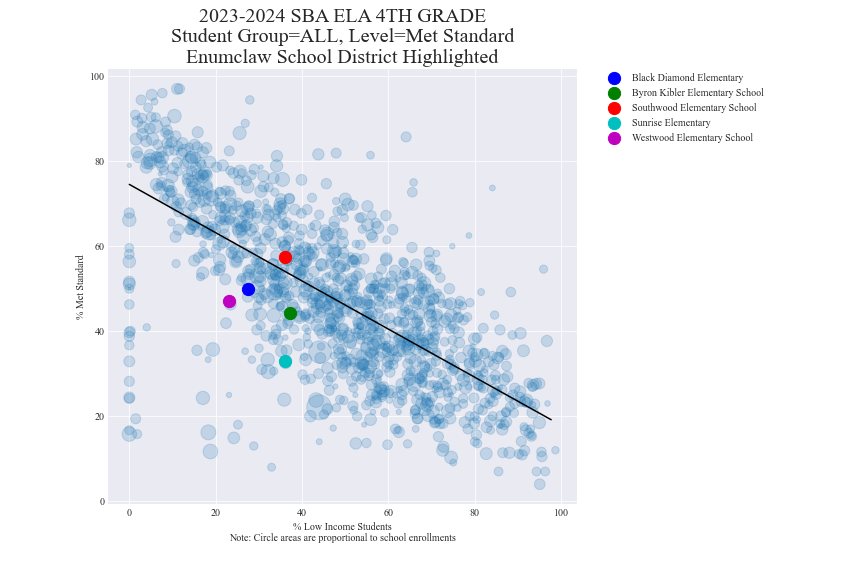 2023-2024 SBA ELA 4TH GRADE
Student Group=ALL, Level=Met Standard
Enumclaw School District Highlighted
Black Diamond Elementary
Byron Kibler Elementary School
Southwood Elementary School
Sunrise Elementary
Westwood Elementary School
% Met Standard
100
80
60
40
20
0
0 20 40 60 80 100
% Low Income Students
Note: Circle areas are proportional to school enrollments